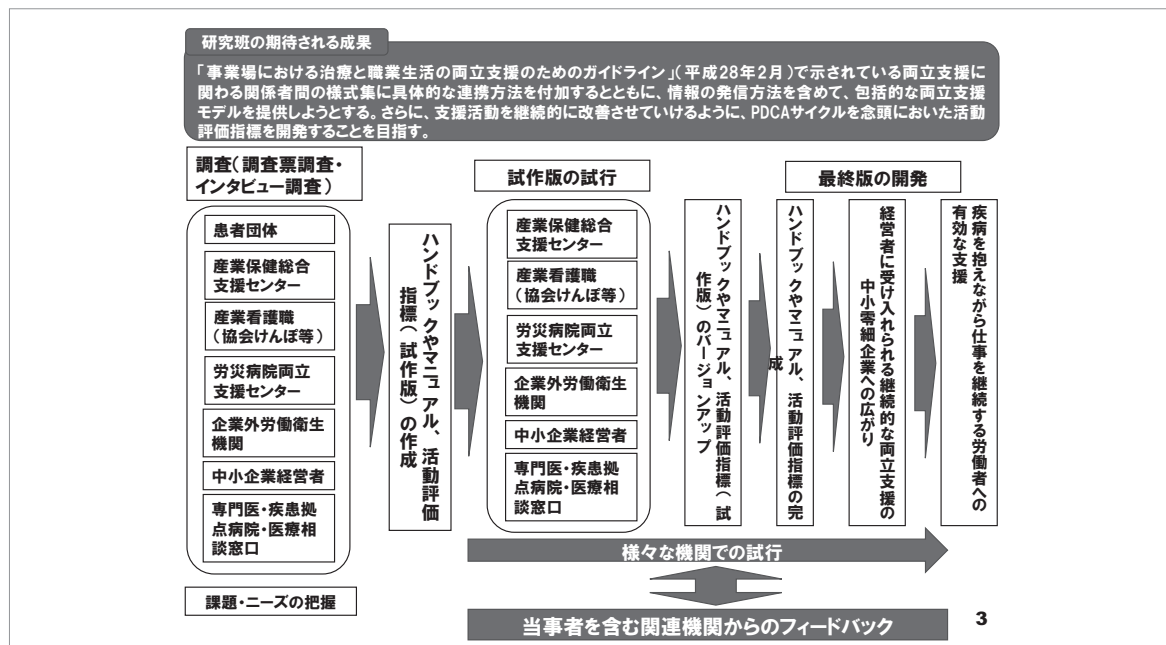 研究班の期待される成果
「事業場における治療と職業生活の両立支援のためのガイドライン」(平成28年2月)で示されている両立支援に
関わる関係者間の様式集に具体的な連携方法を付加するとともに、情報の発信方法を含めて、包括的な両立支援
モデルを提供しようとする。さらに、支援活動を継続的に改善させていけるように、PDCAサイクルを念頭においた活動
評価指標を開発することを目指す。
調査(調査票調査・
インタビュー調査)
患者団体
産業保健総合
支援センター
産業看護職
(協会けんぽ等)
労災病院両立
支援センター
企業外労働衛生
機関
中小企業経営者
専門医・疾患拠
点病院・医療相
談窓口
課題・ニーズの把握
ハンドブックやマニュアル、活動評価
指標(試作版)の作成
試作版の試行
産業保健総合
支援センター
産業看護職
(協会けんぽ等)
労災病院両立
支援センター
企業外労働衛生
機関
中小企業経営者
専門医・疾患拠
点病院・医療相
談窓口
ハンドブックやマニュアル、活動評価指標(試
作版)のバージョンアップ
最終版の開発
ハンドブックやマニュアル、活動評価指標の完
成
経営者に受け入れられる継続的な両立支援の
中小零細企業への広がり
疾病を抱えながら仕事を継続する労働者への
有効な支援
様々な機関での試行
当事者を含む関連機関からのフィードバック
3